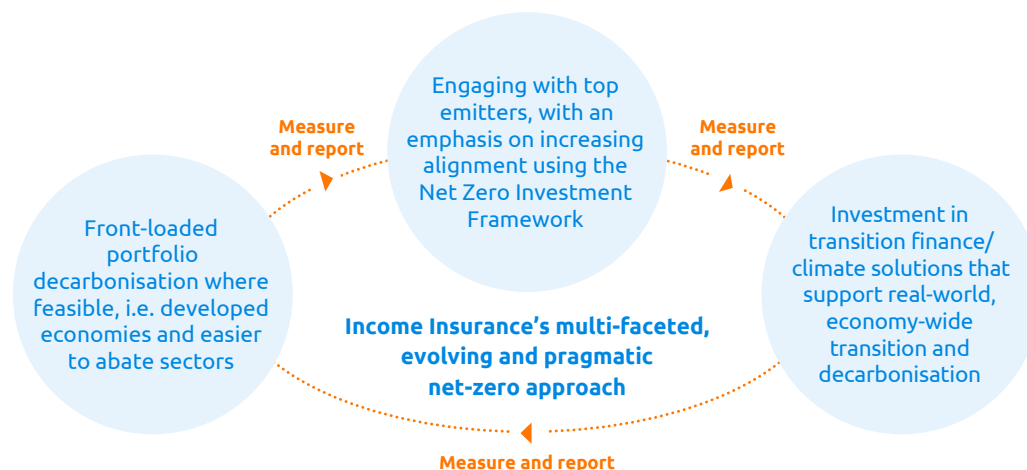 Engaging with top
emitters, with an
emphasis on increasing
alignment using the
Net Zero Investment
Framework
Measure
and report
Measure
and report
Front-loaded
portfolio
decarbonisation where
feasible, i.e. developed
economies and easier
to abate sectors
Investment in
transition finance/
climate solutions that
support real-world,
economy-wide
transition and
decarbonisation
Income Insurance’s multi-faceted,
evolving and pragmatic
net-zero approach
Measure and report